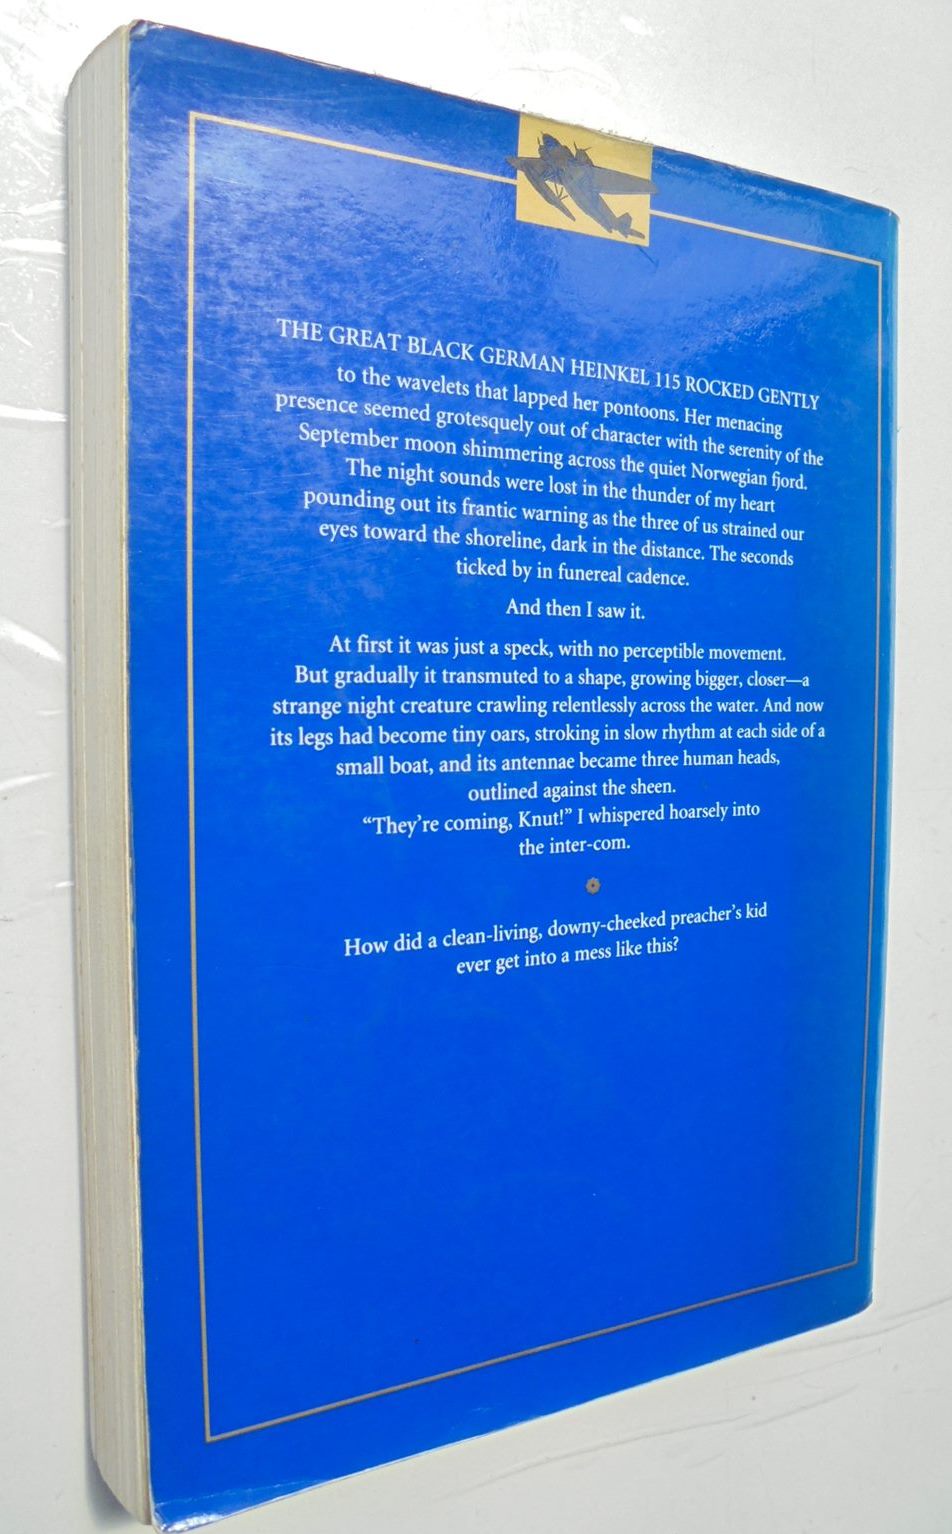 THE GREAT BLACK GERMAN HEINKEL 115 ROCKED GENTLY
to the wavelets that lapped her pontoons. Her menacing
presence seemed grotesquely out of character with the serenity of the
September moon shimmering across the quiet Norwegian fjord.
The night sounds were lost in the thunder of my heart
pounding out its frantic warning as the three of us strained our
eyes toward the shoreline, dark in the distance. The seconds
ticked by in funereal cadence.
And then I saw it.
At first it was just a speck, with no perceptible movement.
But gradually it transmuted to a shape, growing bigger, closer—a
strange night creature crawling relentlessly across the water. And now
its legs had become tiny oars, stroking in slow rhythm at each side of a
small boat, and its antennae became three human heads,
outlined against the sheen.
“They’re coming, Knut!” I whispered hoarsely into
the inter-com.
How did a clean-living, downy-cheeked preacher’s kid
ever get into a mess like this?